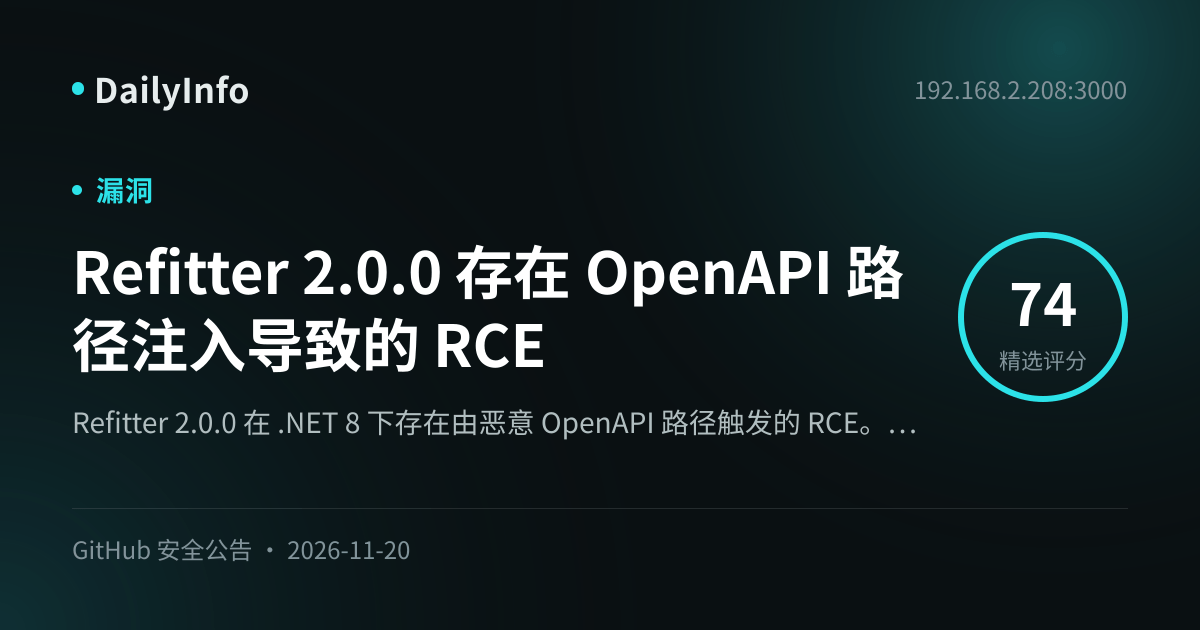 DailyInfo
192.168.2.208:3000
漏洞
Refitter 2.0.0 存在 OpenAPI 路
径注入导致的 RCE
74
精选评分
Refitter 2.0.0 在 .NET 8 下存在由恶意 OpenAPI 路径触发的 RCE。…
GitHub 安全公告 · 2026-11-20